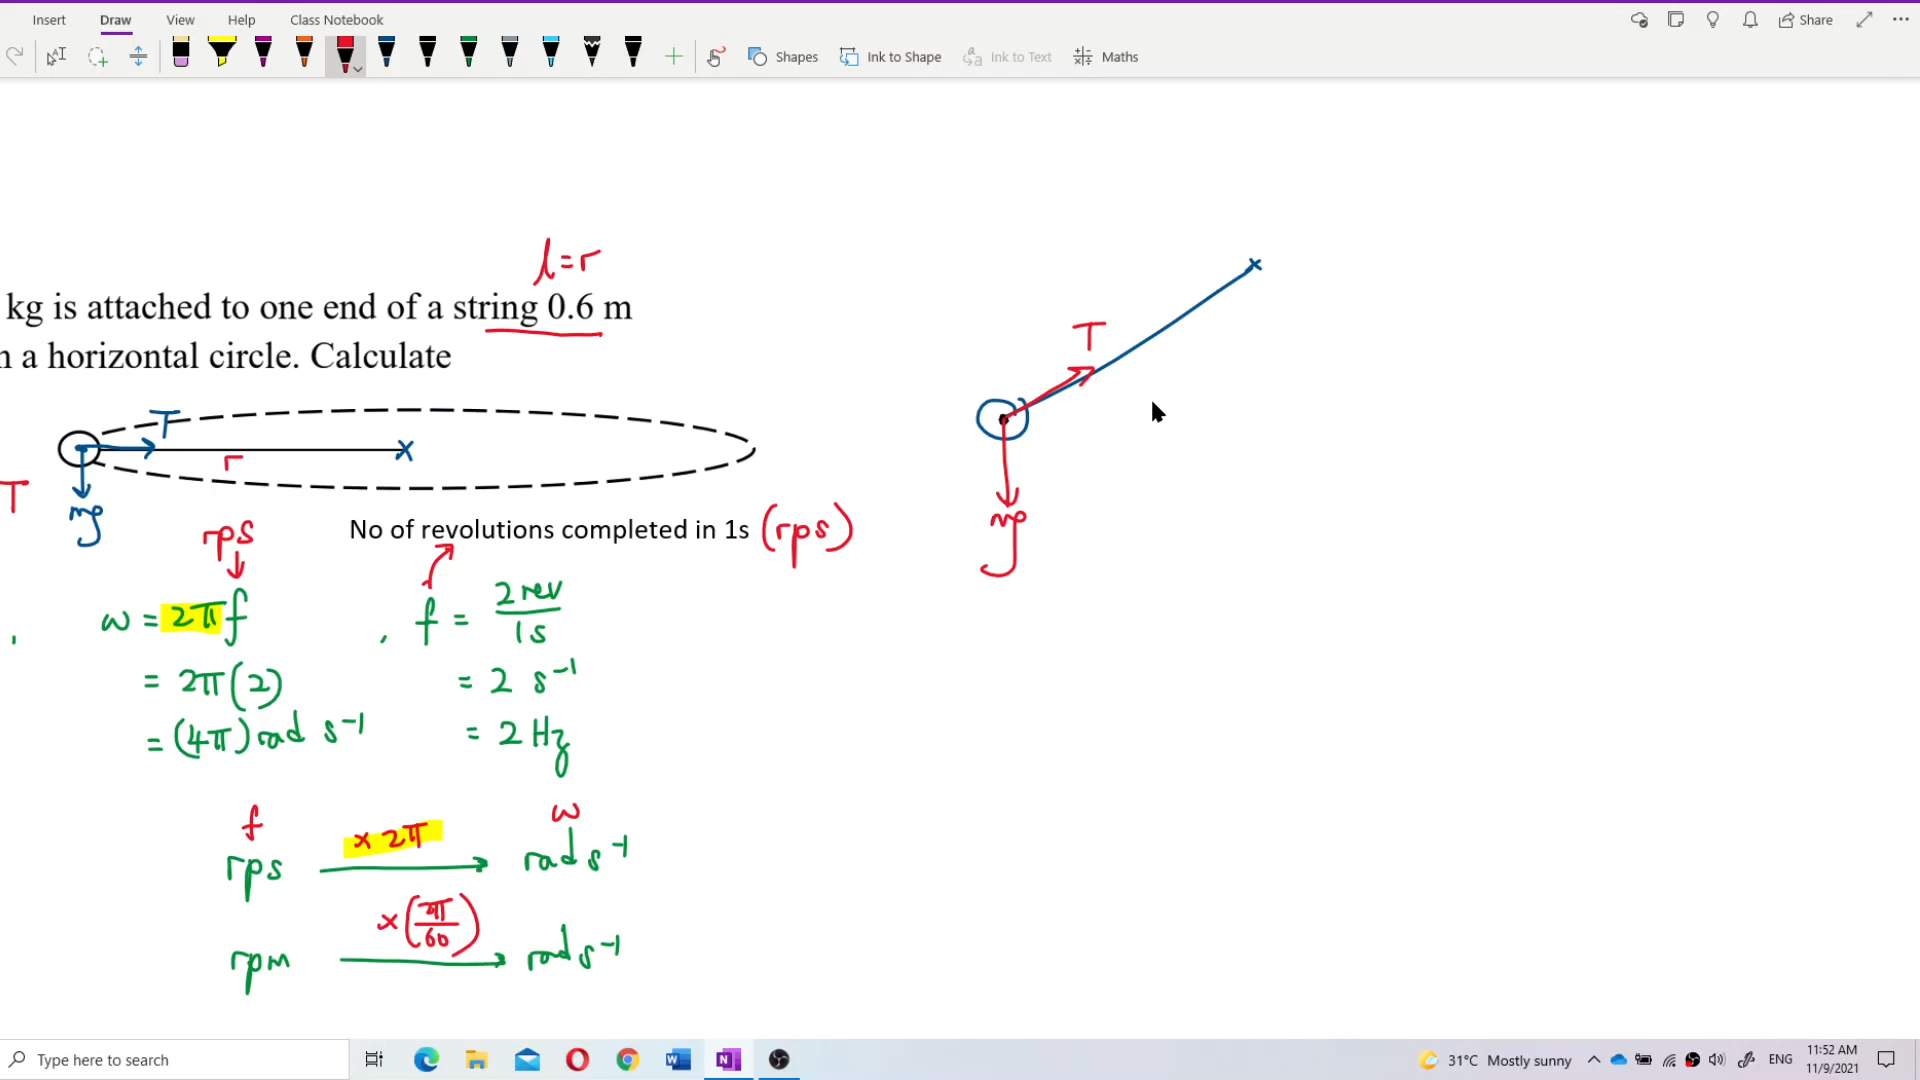 Insert Draw View Help Class Notebook Share
Shapes Ink to Shape Ink to Text Maths
l = r
kg is attached to one end of a string 0.6 m
a horizontal circle. Calculate
T
r
x
T
mg
T
mg
x
No of revolutions completed in 1s (rps)
rps
ω = 2πf , f = 2 rev / 1s
= 2π(2) = 2 s⁻¹
= (4π) rad s⁻¹ = 2 Hz
f ω
rps × 2π rad s⁻¹
rpm × (2π/60) rad s⁻¹
Type here to search
31°C Mostly sunny ENG 11:52 AM
11/9/2021